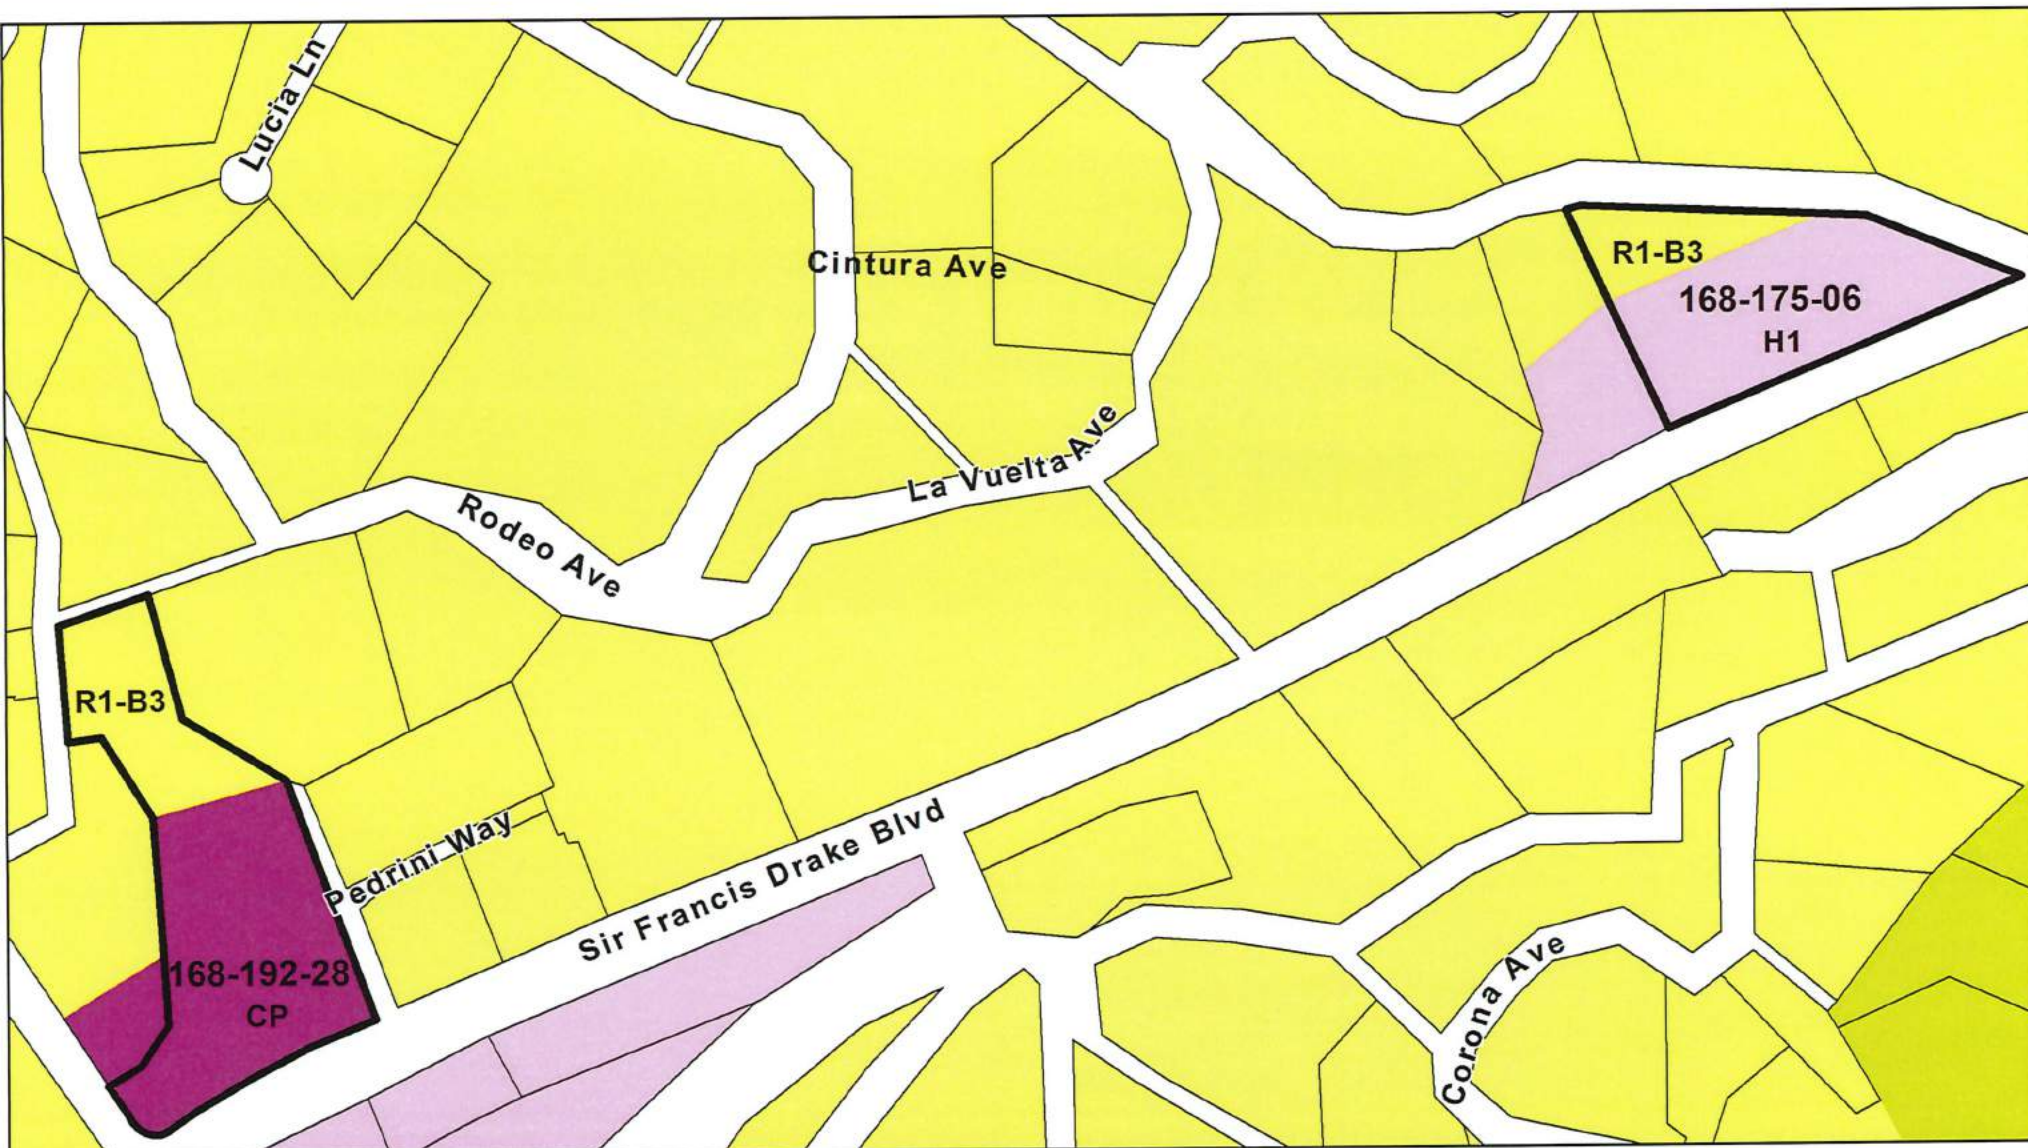 Lucia Ln
Cintura Ave
R1-B3
168-175-06
H1
La Vuelta Ave
Rodeo Ave
R1-B3
Pedrini Way
Sir Francis Drake Blvd
168-192-28
CP
Corona Ave